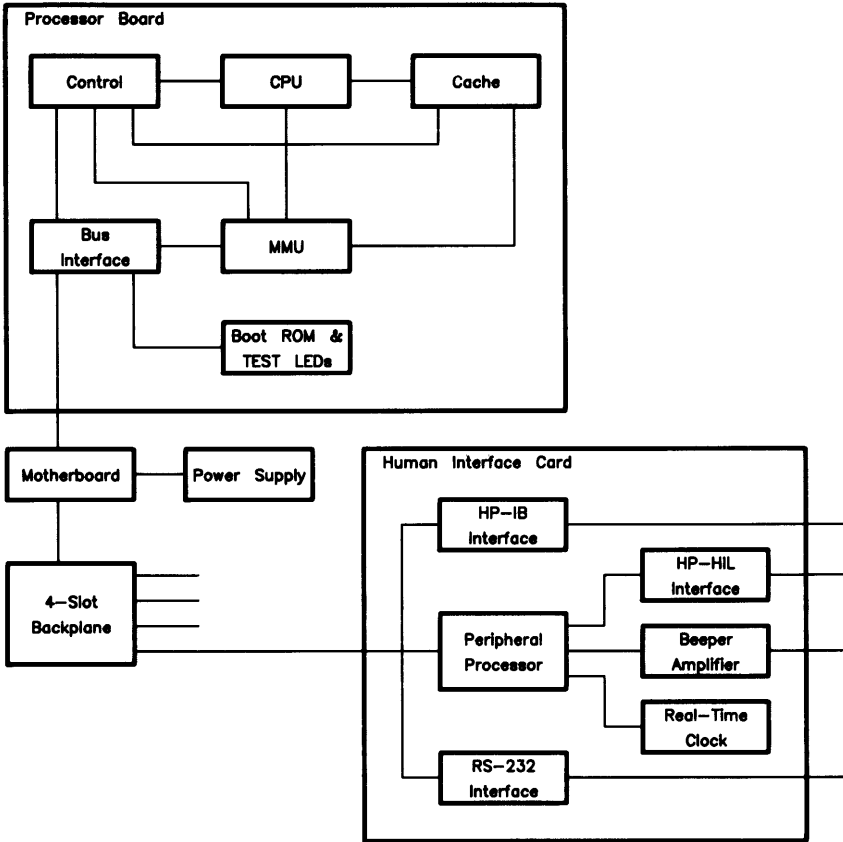 Processor Board
Control
CPU
Cache
Bus
Interface
MMU
Boot ROM &
TEST LEDs
Motherboard
Power Supply
Human Interface Card
HP-IB
Interface
HP-HIL
Interface
4-Slot
Backplane
Peripheral
Processor
Beeper
Amplifier
Real-Time
Clock
RS-232
Interface